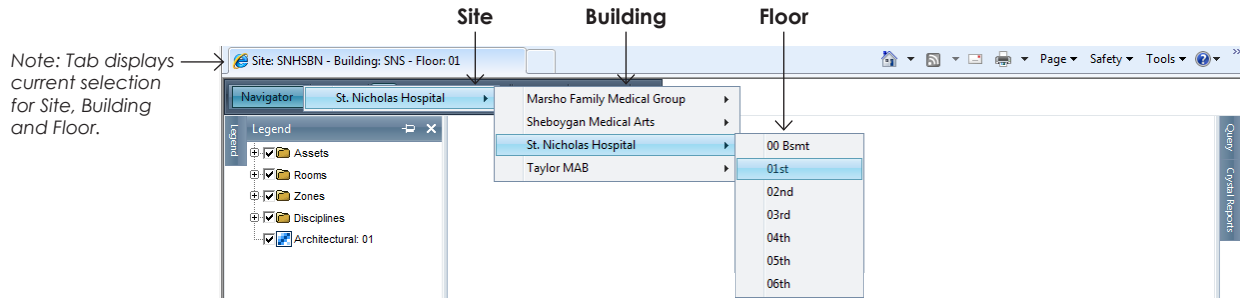 Site Building Floor
Note: Tab displays
current selection
for Site, Building
and Floor.
Site: SNHSBN - Building: SNS - Floor: 01
Page Safety Tools
»
Navigator St. Nicholas Hospital
Marsho Family Medical Group
Sheboygan Medical Arts
St. Nicholas Hospital
Taylor MAB
00 Bsmt
01st
02nd
03rd
04th
05th
06th
Legend
Legend
Assets
Rooms
Zones
Disciplines
Architectural: 01
Query
Crystal Reports